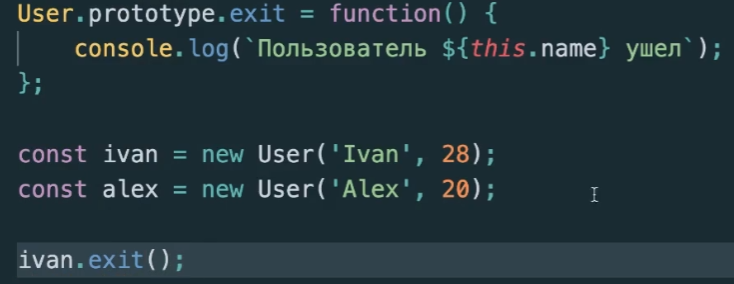 User.prototype.exit = function() {
    console.log(`Пользователь ${this.name} ушел`);
};
const ivan = new User('Ivan', 28);
const alex = new User('Alex', 20);
ivan.exit();